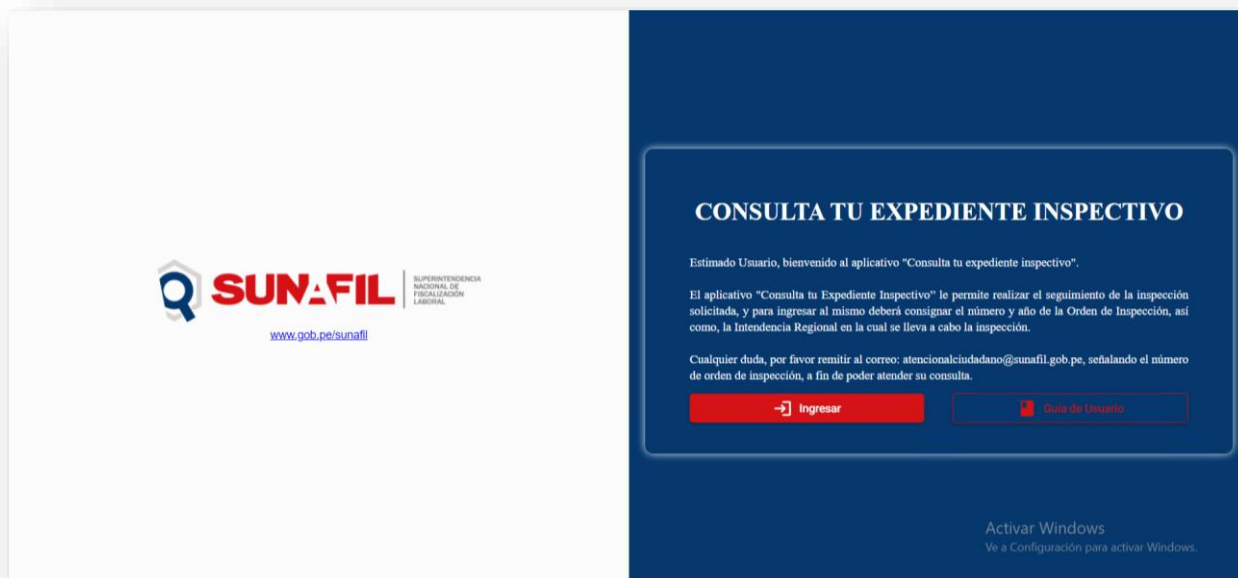 SUNAFIL
SUPERINTENDENCIA
NACIONAL DE
FISCALIZACIÓN
LABORAL
www.gob.pe/sunafil
CONSULTA TU EXPEDIENTE INSPECTIVO
Estimado Usuario, bienvenido al aplicativo "Consulta tu expediente inspectivo".
El aplicativo "Consulta tu Expediente Inspectivo" le permite realizar el seguimiento de la inspección
solicitada, y para ingresar al mismo deberá consignar el número y año de la Orden de Inspección, así
como, la Intendencia Regional en la cual se lleva a cabo la inspección.
Cualquier duda, por favor remitir al correo: atencionalciudadano@sunafil.gob.pe, señalando el número
de orden de inspección, a fin de poder atender su consulta.
Ingresar
Guia de Usuario
Activar Windows
Ve a Configuración para activar Windows.